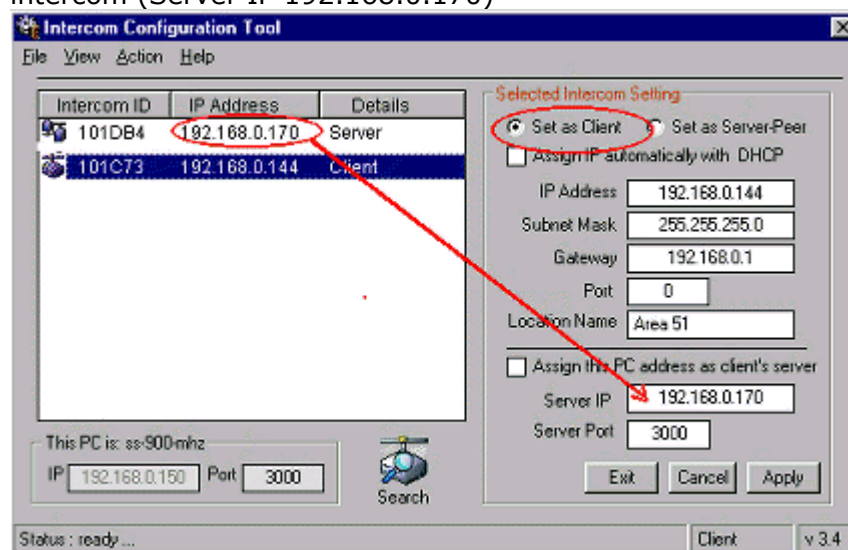 intercom (Server IP 192.168.0.170)
Intercom Configuration Tool
File View Action Help
Intercom ID IP Address Details
101DB4 192.168.0.170 Server
101C73 192.168.0.144 Client
Selected Intercom Setting
Set as Client Set as Server-Peer
Assign IP automatically with DHCP
IP Address 192.168.0.144
Subnet Mask 255.255.255.0
Gateway 192.168.0.1
Port 0
Location Name Area 51
Assign this PC address as client's server
Server IP 192.168.0.170
Server Port 3000
This PC is: ss-900-mhz
IP 192.168.0.150 Port 3000
Search
Exit Cancel Apply
Status : ready ... Client v 3.4